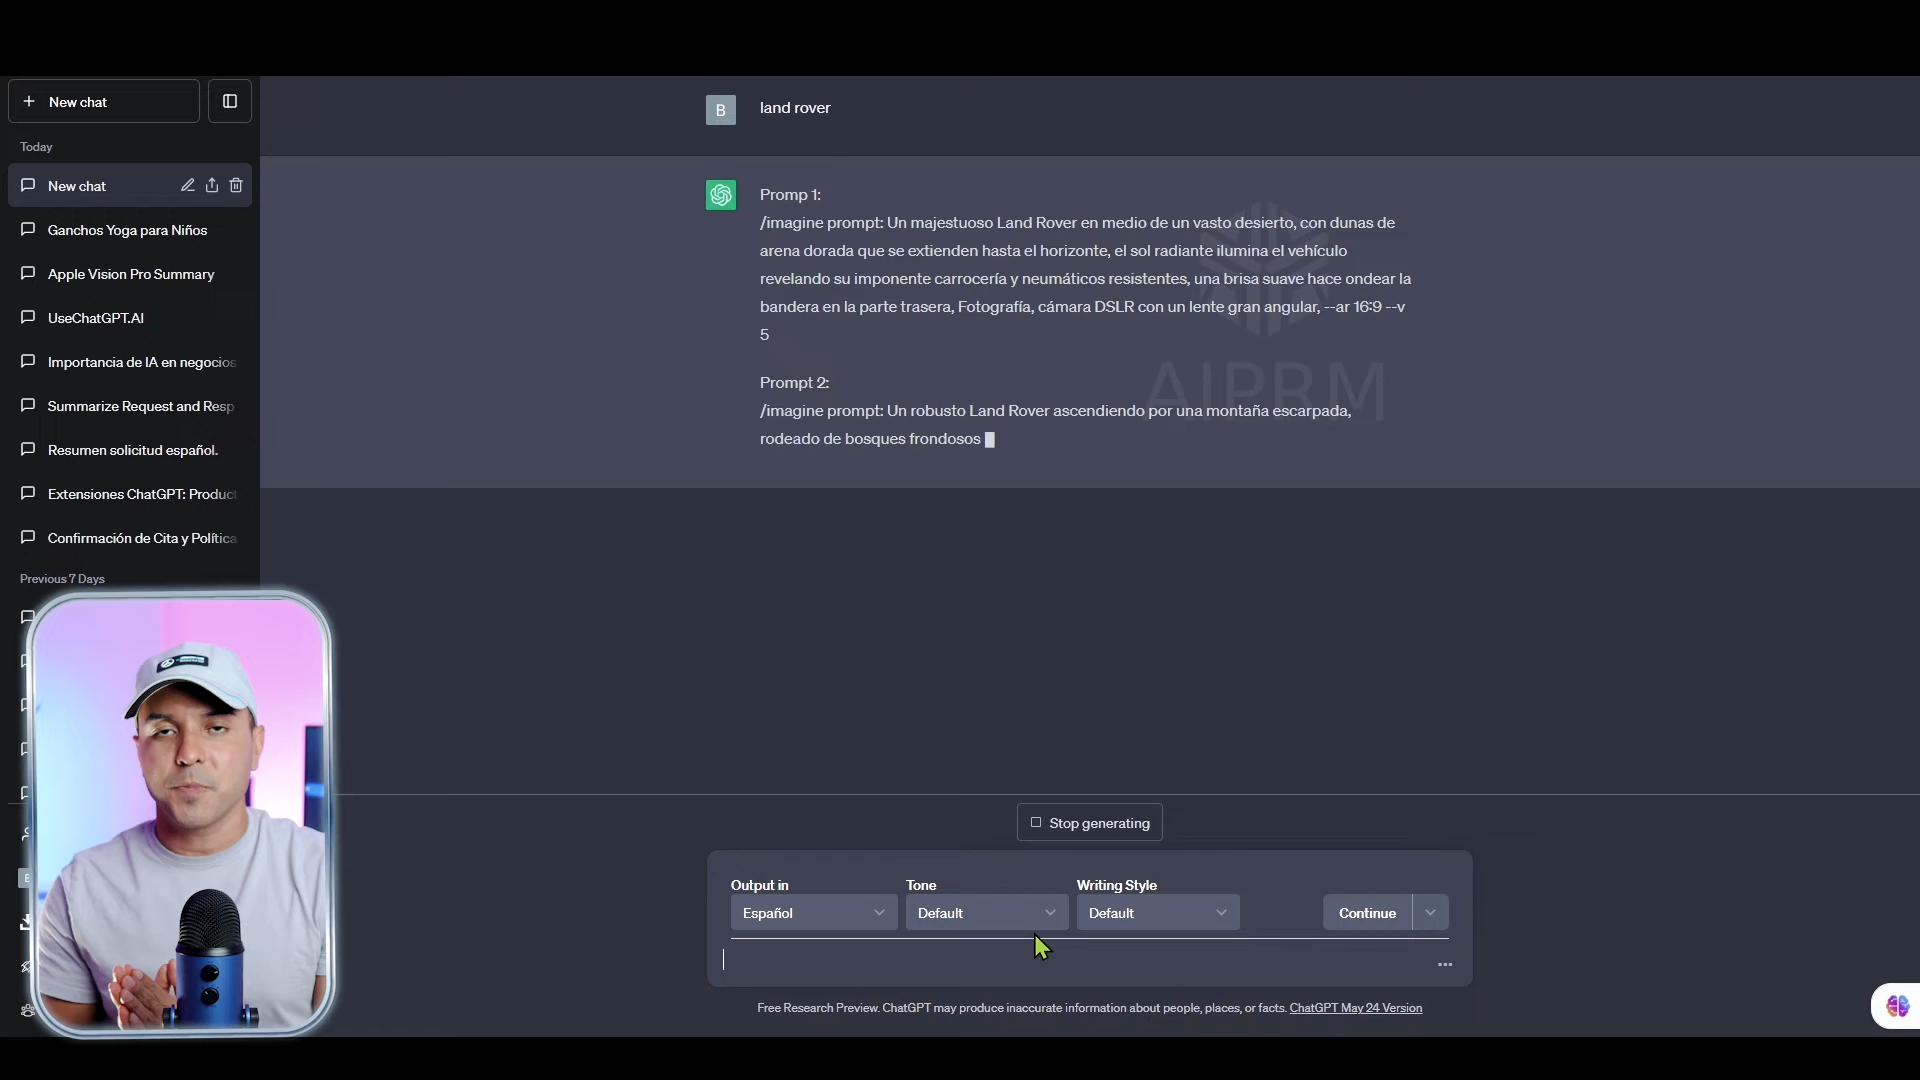 New chat
Today
New chat
Ganchos Yoga para Niños
Apple Vision Pro Summary
UseChatGPT.AI
Importancia de IA en negocios
Summarize Request and Resp
Resumen solicitud español.
Extensiones ChatGPT: Product
Confirmación de Cita y Política
Previous 7 Days
B
land rover
Promp 1:
/imagine prompt: Un majestuoso Land Rover en medio de un vasto desierto, con dunas de
arena dorada que se extienden hasta el horizonte, el sol radiante ilumina el vehículo
revelando su imponente carrocería y neumáticos resistentes, una brisa suave hace ondear la
bandera en la parte trasera, Fotografía, cámara DSLR con un lente gran angular, --ar 16:9 --v
5
Prompt 2:
/imagine prompt: Un robusto Land Rover ascendiendo por una montaña escarpada,
rodeado de bosques frondosos
AIPRM
Stop generating
Output in Tone Writing Style
Español Default Default Continue
Free Research Preview. ChatGPT may produce inaccurate information about people, places, or facts. ChatGPT May 24 Version